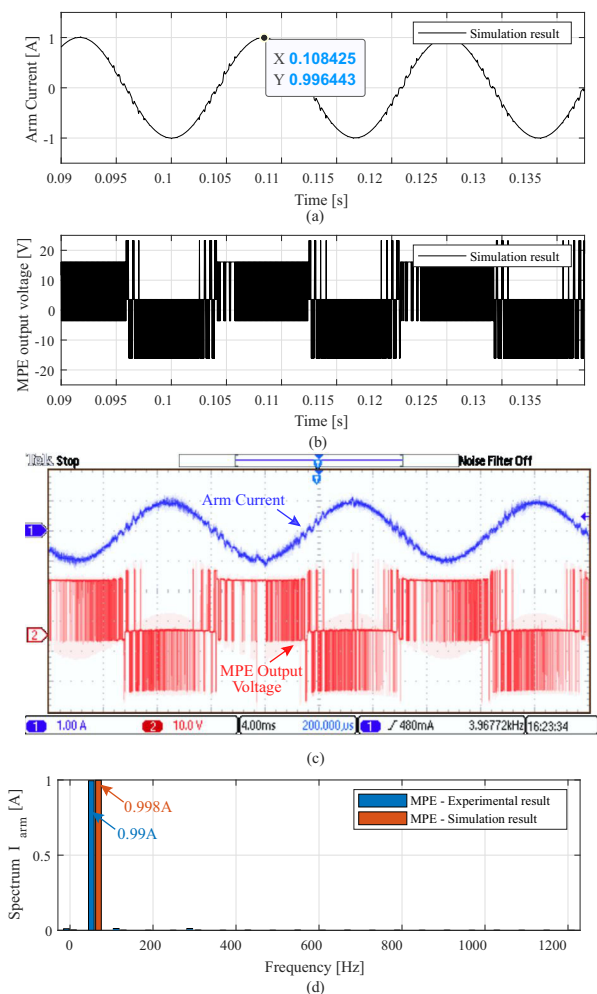 (a)
1
0
-1
Arm Current [A]
Simulation result
X 0.108425
Y 0.996443
0.09 0.095 0.1 0.105 0.11 0.115 0.12 0.125 0.13 0.135
Time [s]
(a)
20
10
0
-10
-20
MPE output voltage [V]
Simulation result
0.09 0.095 0.1 0.105 0.11 0.115 0.12 0.125 0.13 0.135
Time [s]
(b)
Tek Stop
Noise Filter Off
Arm Current
1
2
MPE Output
Voltage
1 1.00 A 2 10.0 V 4.00ms 200.000μs 1 480mA 3.96772kHz 16:23:34
(c)
1
0.5
0
Spectrum I arm [A]
0.998A
0.99A
MPE - Experimental result
MPE - Simulation result
0 200 400 600 800 1000 1200
Frequency [Hz]
(d)